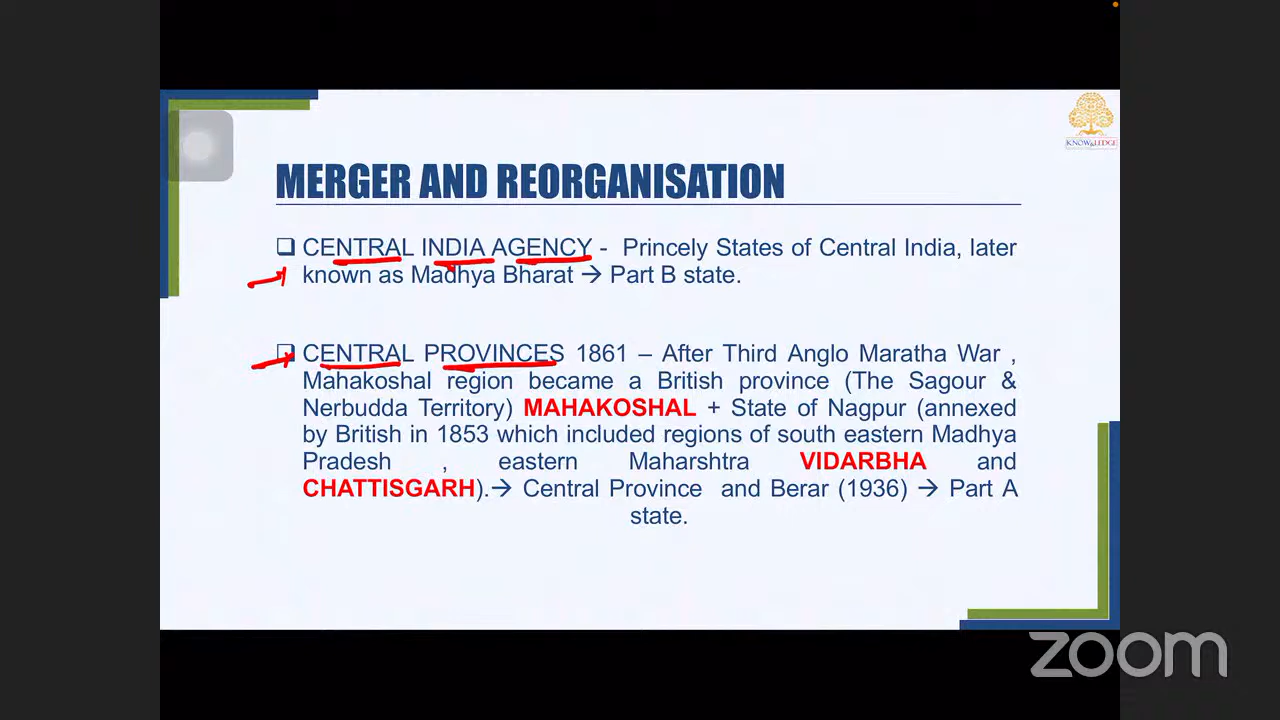 KNOWLEDGE
MERGER AND REORGANISATION
CENTRAL INDIA AGENCY - Princely States of Central India, later
known as Madhya Bharat → Part B state.
CENTRAL PROVINCES 1861 – After Third Anglo Maratha War ,
Mahakoshal region became a British province (The Sagour &
Nerbudda Territory) MAHAKOSHAL + State of Nagpur (annexed
by British in 1853 which included regions of south eastern Madhya
Pradesh , eastern Maharshtra VIDARBHA and
CHATTISGARH).→ Central Province and Berar (1936) → Part A
state.
zoom